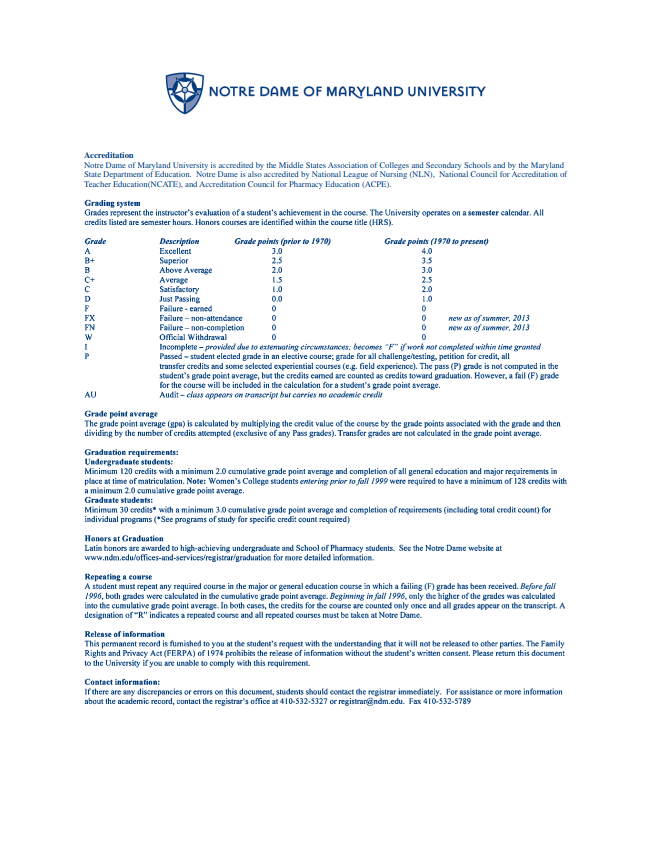 NOTRE DAME OF MARYLAND UNIVERSITY
Accreditation
Notre Dame of Maryland University is accredited by the Middle States Association of Colleges and Secondary Schools and by the Maryland
State Department of Education. Notre Dame is also accredited by National League of Nursing (NLN), National Council for Accreditation of
Teacher Education(NCATE), and Accreditation Council for Pharmacy Education (ACPE).
Grading system
Grades represent the instructor's evaluation of a student's achievement in the course. The University operates on a semester calendar. All
credits listed are semester hours. Honors courses are identified within the course title (HRS).
Grade Description Grade points (prior to 1970) Grade points (1970 to present)
A Excellent 3.0 4.0
B+ Superior 2.5 3.5
B Above Average 2.0 3.0
C+ Average 1.5 2.5
C Satisfactory 1.0 2.0
D Just Passing 0.0 1.0
F Failure - earned 0 0
FX Failure – non-attendance 0 0 new as of summer, 2013
FN Failure – non-completion 0 0 new as of summer, 2013
W Official Withdrawal 0 0
I Incomplete – provided due to extenuating circumstances; becomes "F" if work not completed within time granted
P Passed – student elected grade in an elective course; grade for all challenge/testing, petition for credit, all
transfer credits and some selected experiential courses (e.g. field experience). The pass (P) grade is not computed in the
student's grade point average, but the credits earned are counted as credits toward graduation. However, a fail (F) grade
for the course will be included in the calculation for a student's grade point average.
AU Audit – class appears on transcript but carries no academic credit
Grade point average
The grade point average (gpa) is calculated by multiplying the credit value of the course by the grade points associated with the grade and then
dividing by the number of credits attempted (exclusive of any Pass grades). Transfer grades are not calculated in the grade point average.
Graduation requirements:
Undergraduate students:
Minimum 120 credits with a minimum 2.0 cumulative grade point average and completion of all general education and major requirements in
place at time of matriculation. Note: Women's College students entering prior to fall 1999 were required to have a minimum of 128 credits with
a minimum 2.0 cumulative grade point average.
Graduate students:
Minimum 30 credits* with a minimum 3.0 cumulative grade point average and completion of requirements (including total credit count) for
individual programs (*See programs of study for specific credit count required)
Honors at Graduation
Latin honors are awarded to high-achieving undergraduate and School of Pharmacy students. See the Notre Dame website at
www.ndm.edu/offices-and-services/registrar/graduation for more detailed information.
Repeating a course
A student must repeat any required course in the major or general education course in which a failing (F) grade has been received. Before fall
1996, both grades were calculated in the cumulative grade point average. Beginning in fall 1996, only the higher of the grades was calculated
into the cumulative grade point average. In both cases, the credits for the course are counted only once and all grades appear on the transcript. A
designation of "R" indicates a repeated course and all repeated courses must be taken at Notre Dame.
Release of information
This permanent record is furnished to you at the student's request with the understanding that it will not be released to other parties. The Family
Rights and Privacy Act (FERPA) of 1974 prohibits the release of information without the student's written consent. Please return this document
to the University if you are unable to comply with this requirement.
Contact information:
If there are any discrepancies or errors on this document, students should contact the registrar immediately. For assistance or more information
about the academic record, contact the registrar's office at 410-532-5327 or registrar@ndm.edu. Fax 410-532-5789